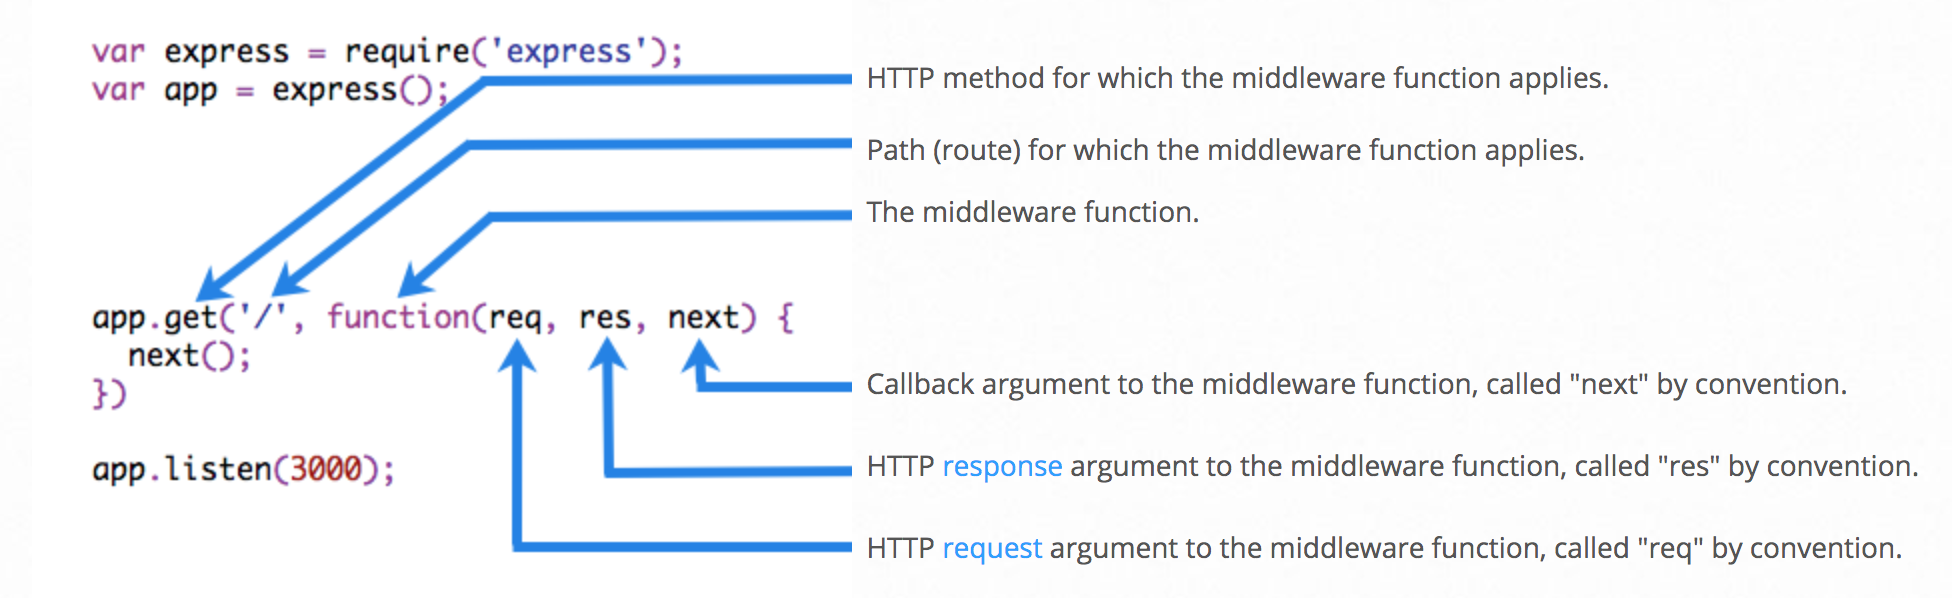 var express = require('express');
var app = express();
HTTP method for which the middleware function applies.
Path (route) for which the middleware function applies.
The middleware function.
app.get('/', function(req, res, next) {
next();
})
Callback argument to the middleware function, called "next" by convention.
app.listen(3000);
HTTP response argument to the middleware function, called "res" by convention.
HTTP request argument to the middleware function, called "req" by convention.